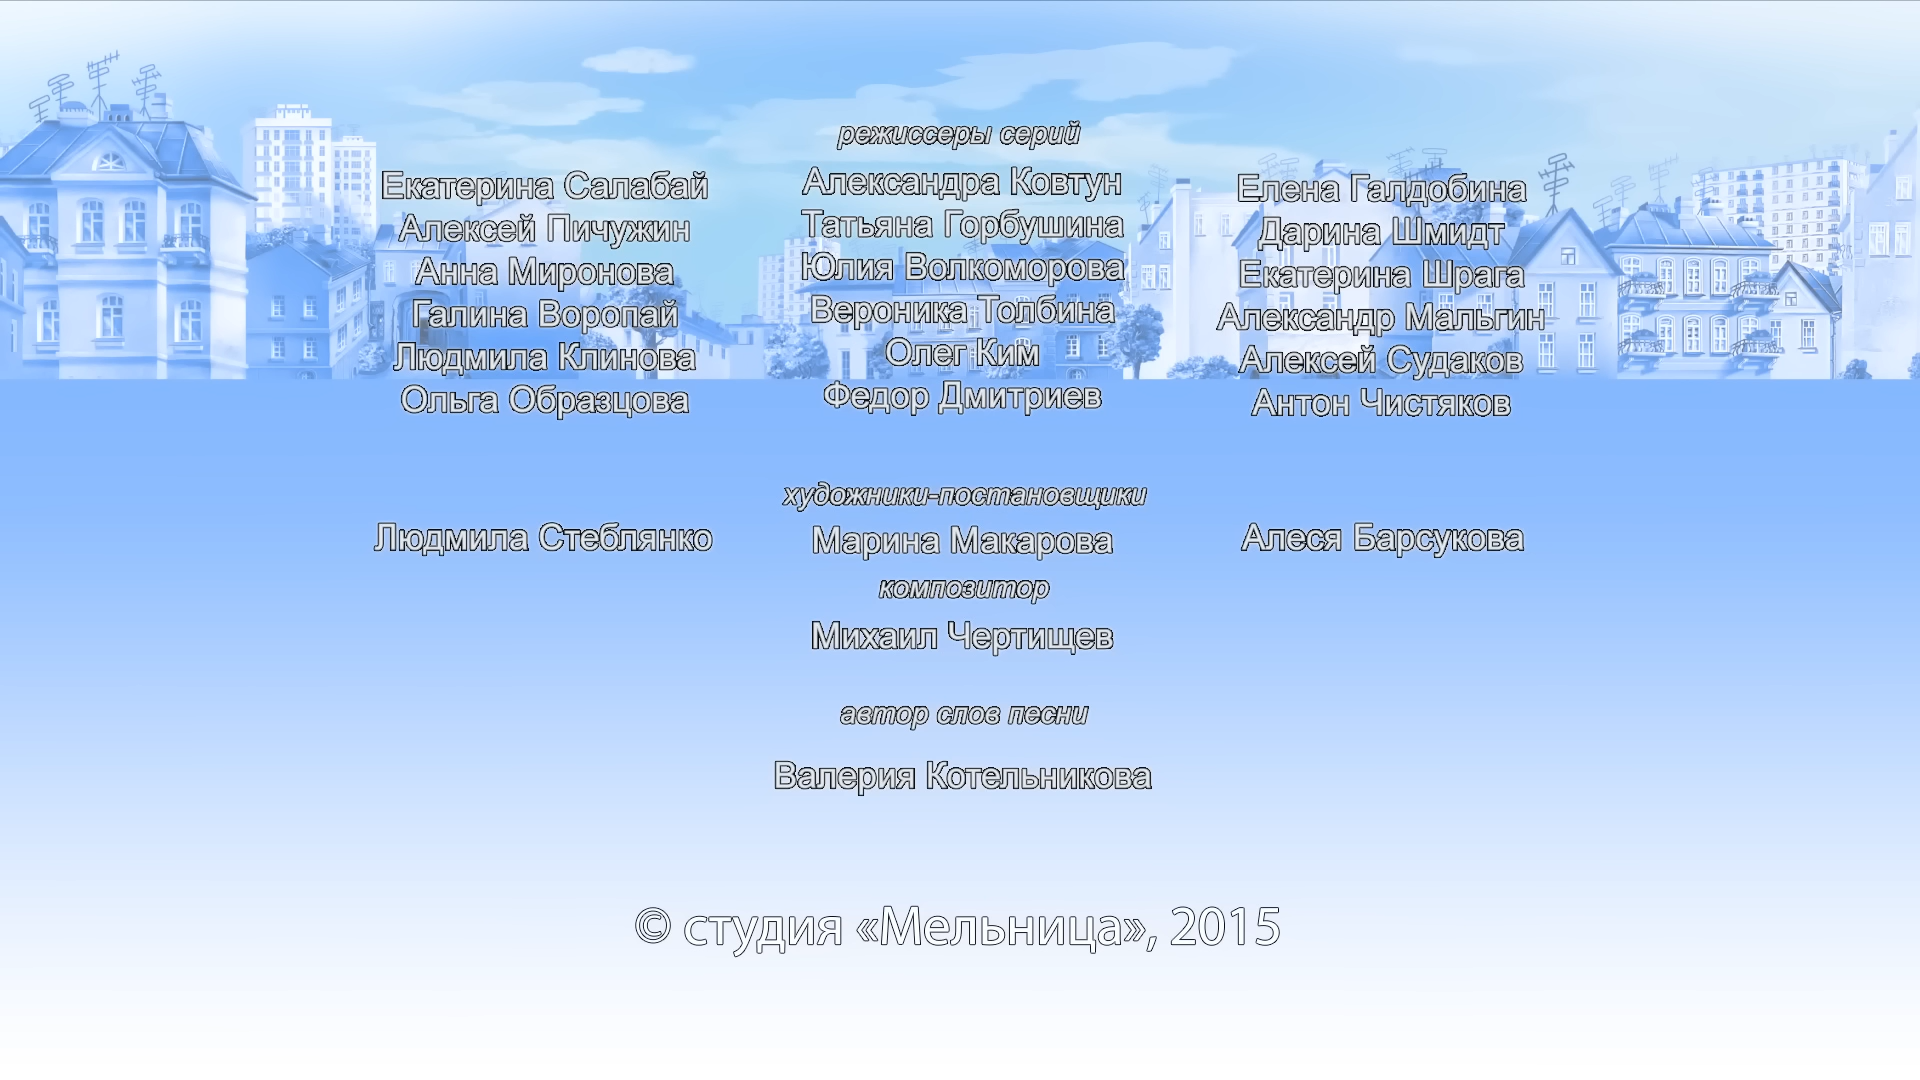 режиссеры серий
Екатерина Салабай Александра Ковтун Елена Галдобина
Алексей Пичужин Татьяна Горбушина Дарина Шмидт
Анна Миронова Юлия Волкоморова Екатерина Шрага
Галина Воропай Вероника Толбина Александр Мальгин
Людмила Клинова Олег Ким Алексей Судаков
Ольга Образцова Федор Дмитриев Антон Чистяков
художники-постановщики
Людмила Стеблянко Марина Макарова Алеся Барсукова
композитор
Михаил Чертищев
автор слов песни
Валерия Котельникова
© студия «Мельница», 2015